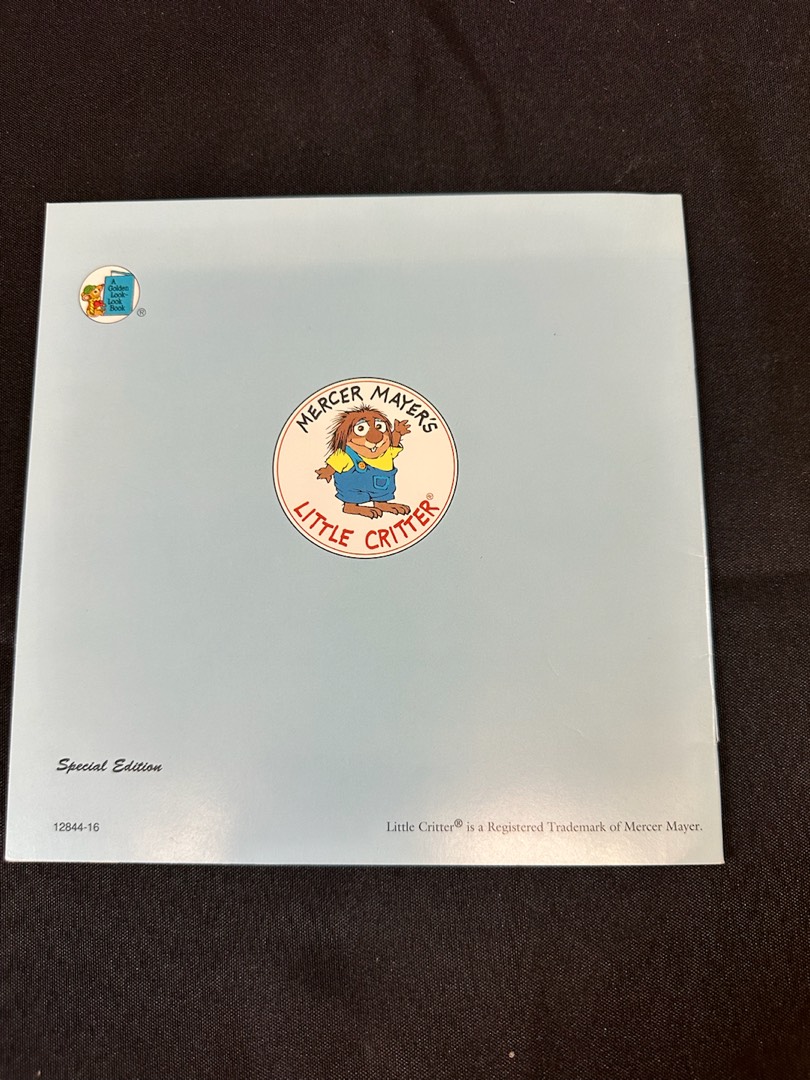 A
Golden
Look-
Look
Book
®
MERCER MAYER'S
LITTLE CRITTER®
Special Edition
12844-16
Little Critter® is a Registered Trademark of Mercer Mayer.